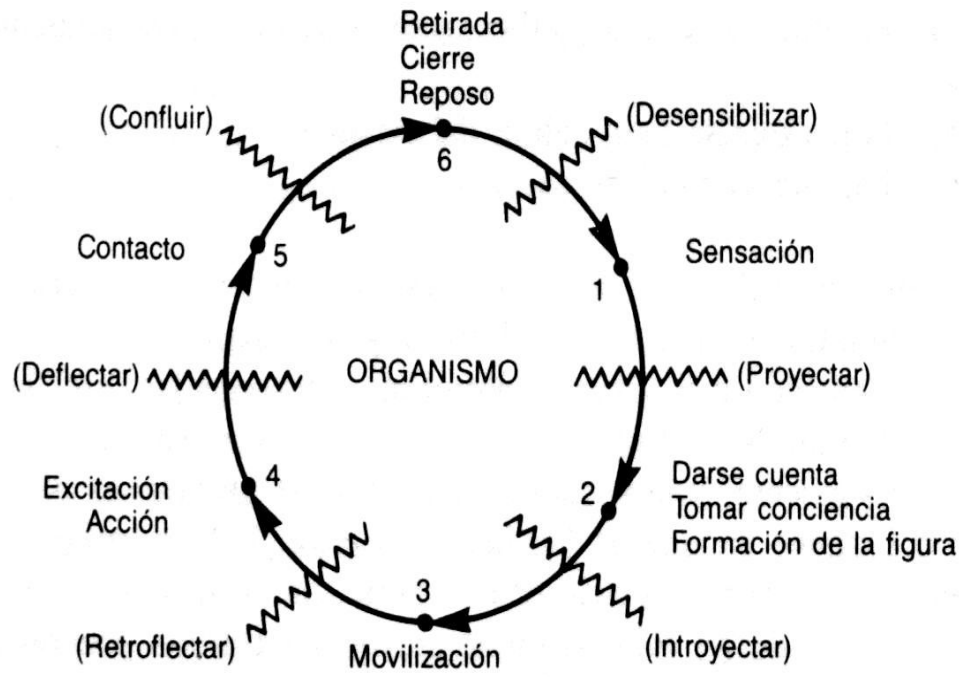 Retirada
Cierre
Reposo
(Confluir)
(Desensibilizar)
6
Contacto
5
Sensación
1
(Deflectar)
ORGANISMO
(Proyectar)
4
Excitación
Acción
2
Darse cuenta
Tomar conciencia
Formación de la figura
3
(Retroflectar)
Movilización
(Introyectar)